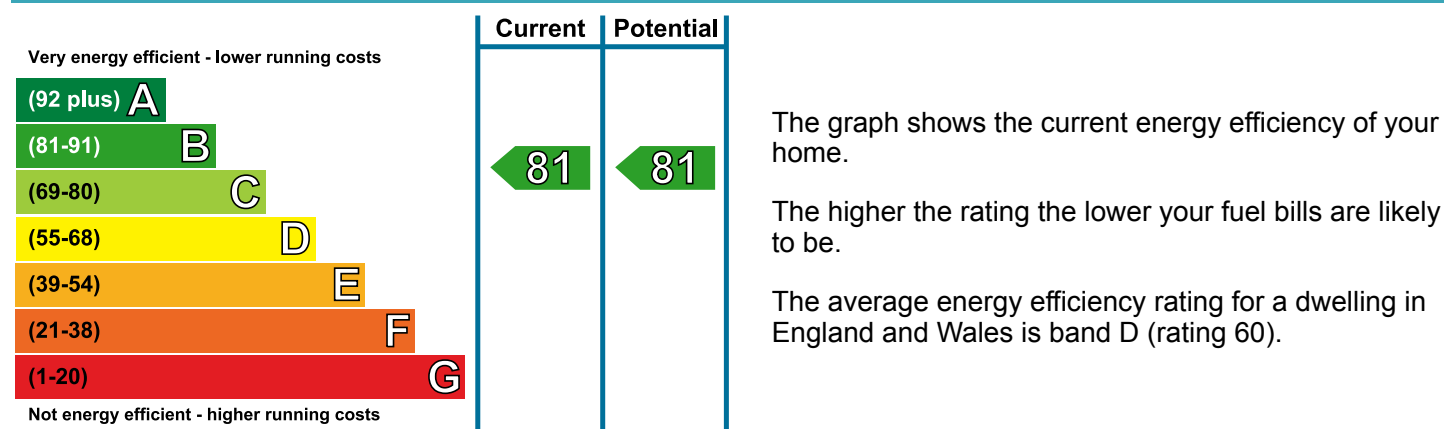 Current Potential
Very energy efficient - lower running costs
(92 plus) A
(81-91) B
81 81
(69-80) C
(55-68) D
(39-54) E
(21-38) F
(1-20) G
Not energy efficient - higher running costs
The graph shows the current energy efficiency of your
home.
The higher the rating the lower your fuel bills are likely
to be.
The average energy efficiency rating for a dwelling in
England and Wales is band D (rating 60).